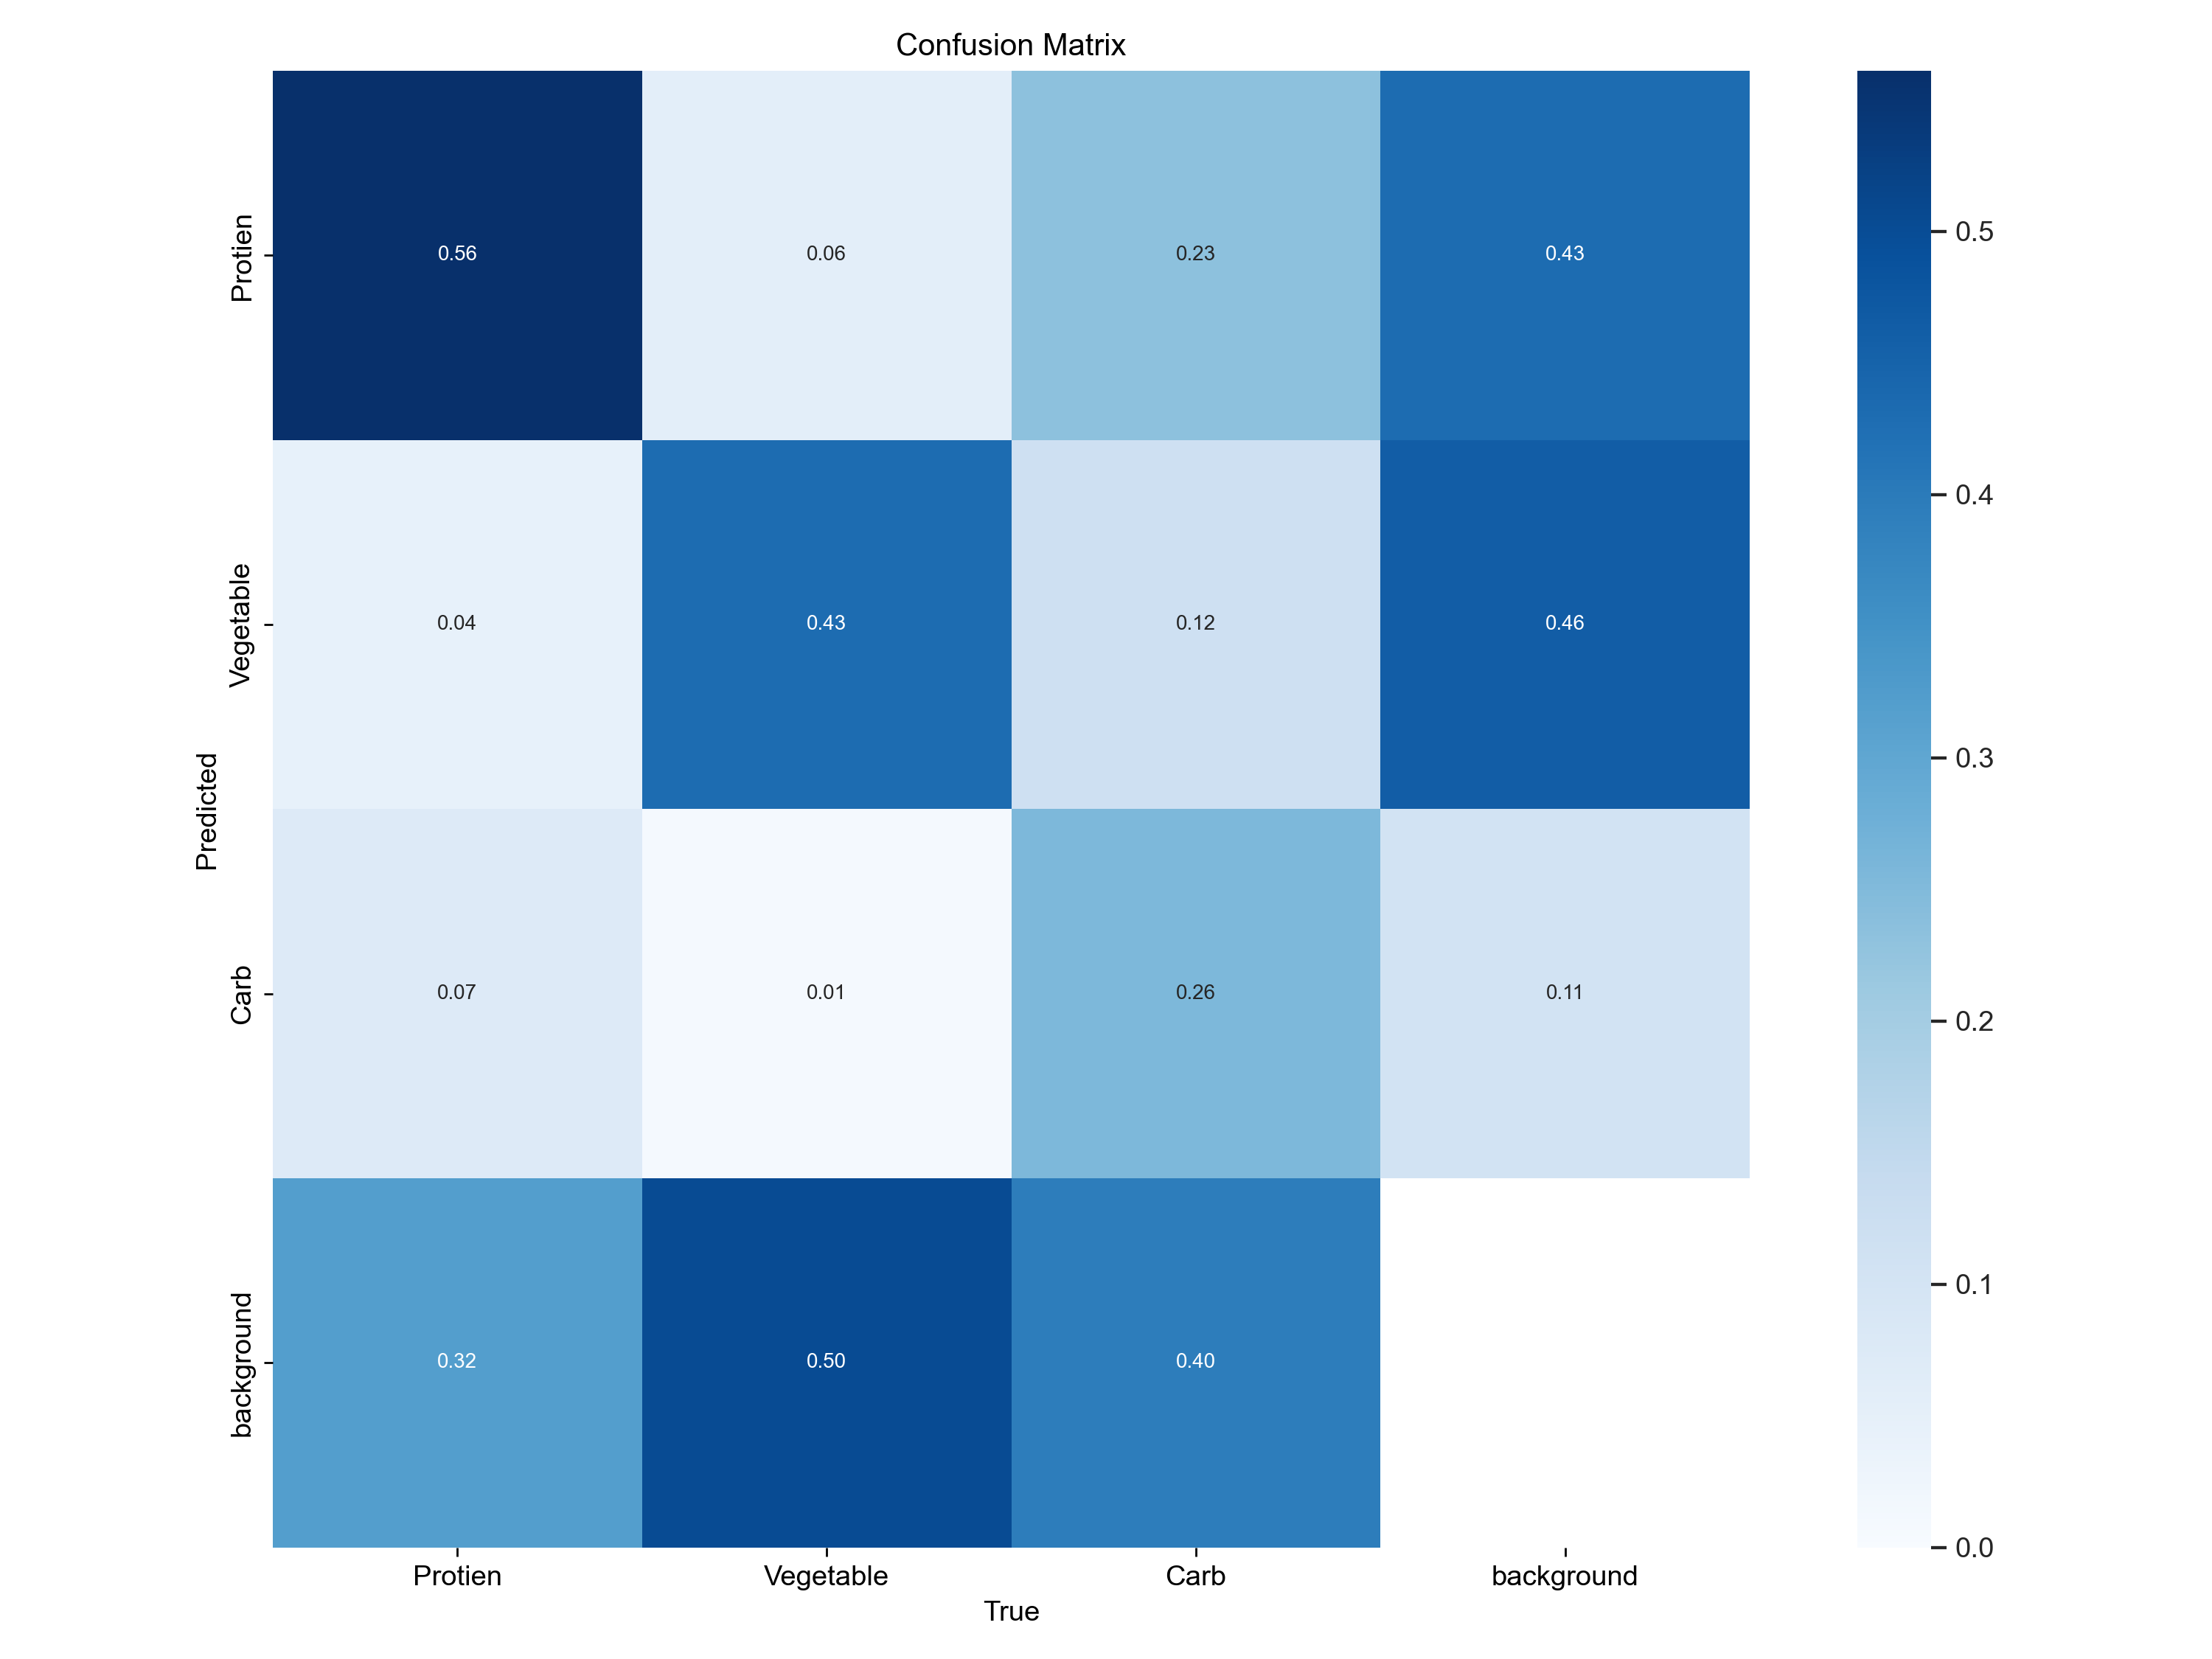 Confusion Matrix
Protien
0.56
0.06
0.23
0.43
Vegetable
0.04
0.43
0.12
0.46
Predicted
Carb
0.07
0.01
0.26
0.11
background
0.32
0.50
0.40
Protien
Vegetable
Carb
background
True
0.5
0.4
0.3
0.2
0.1
0.0